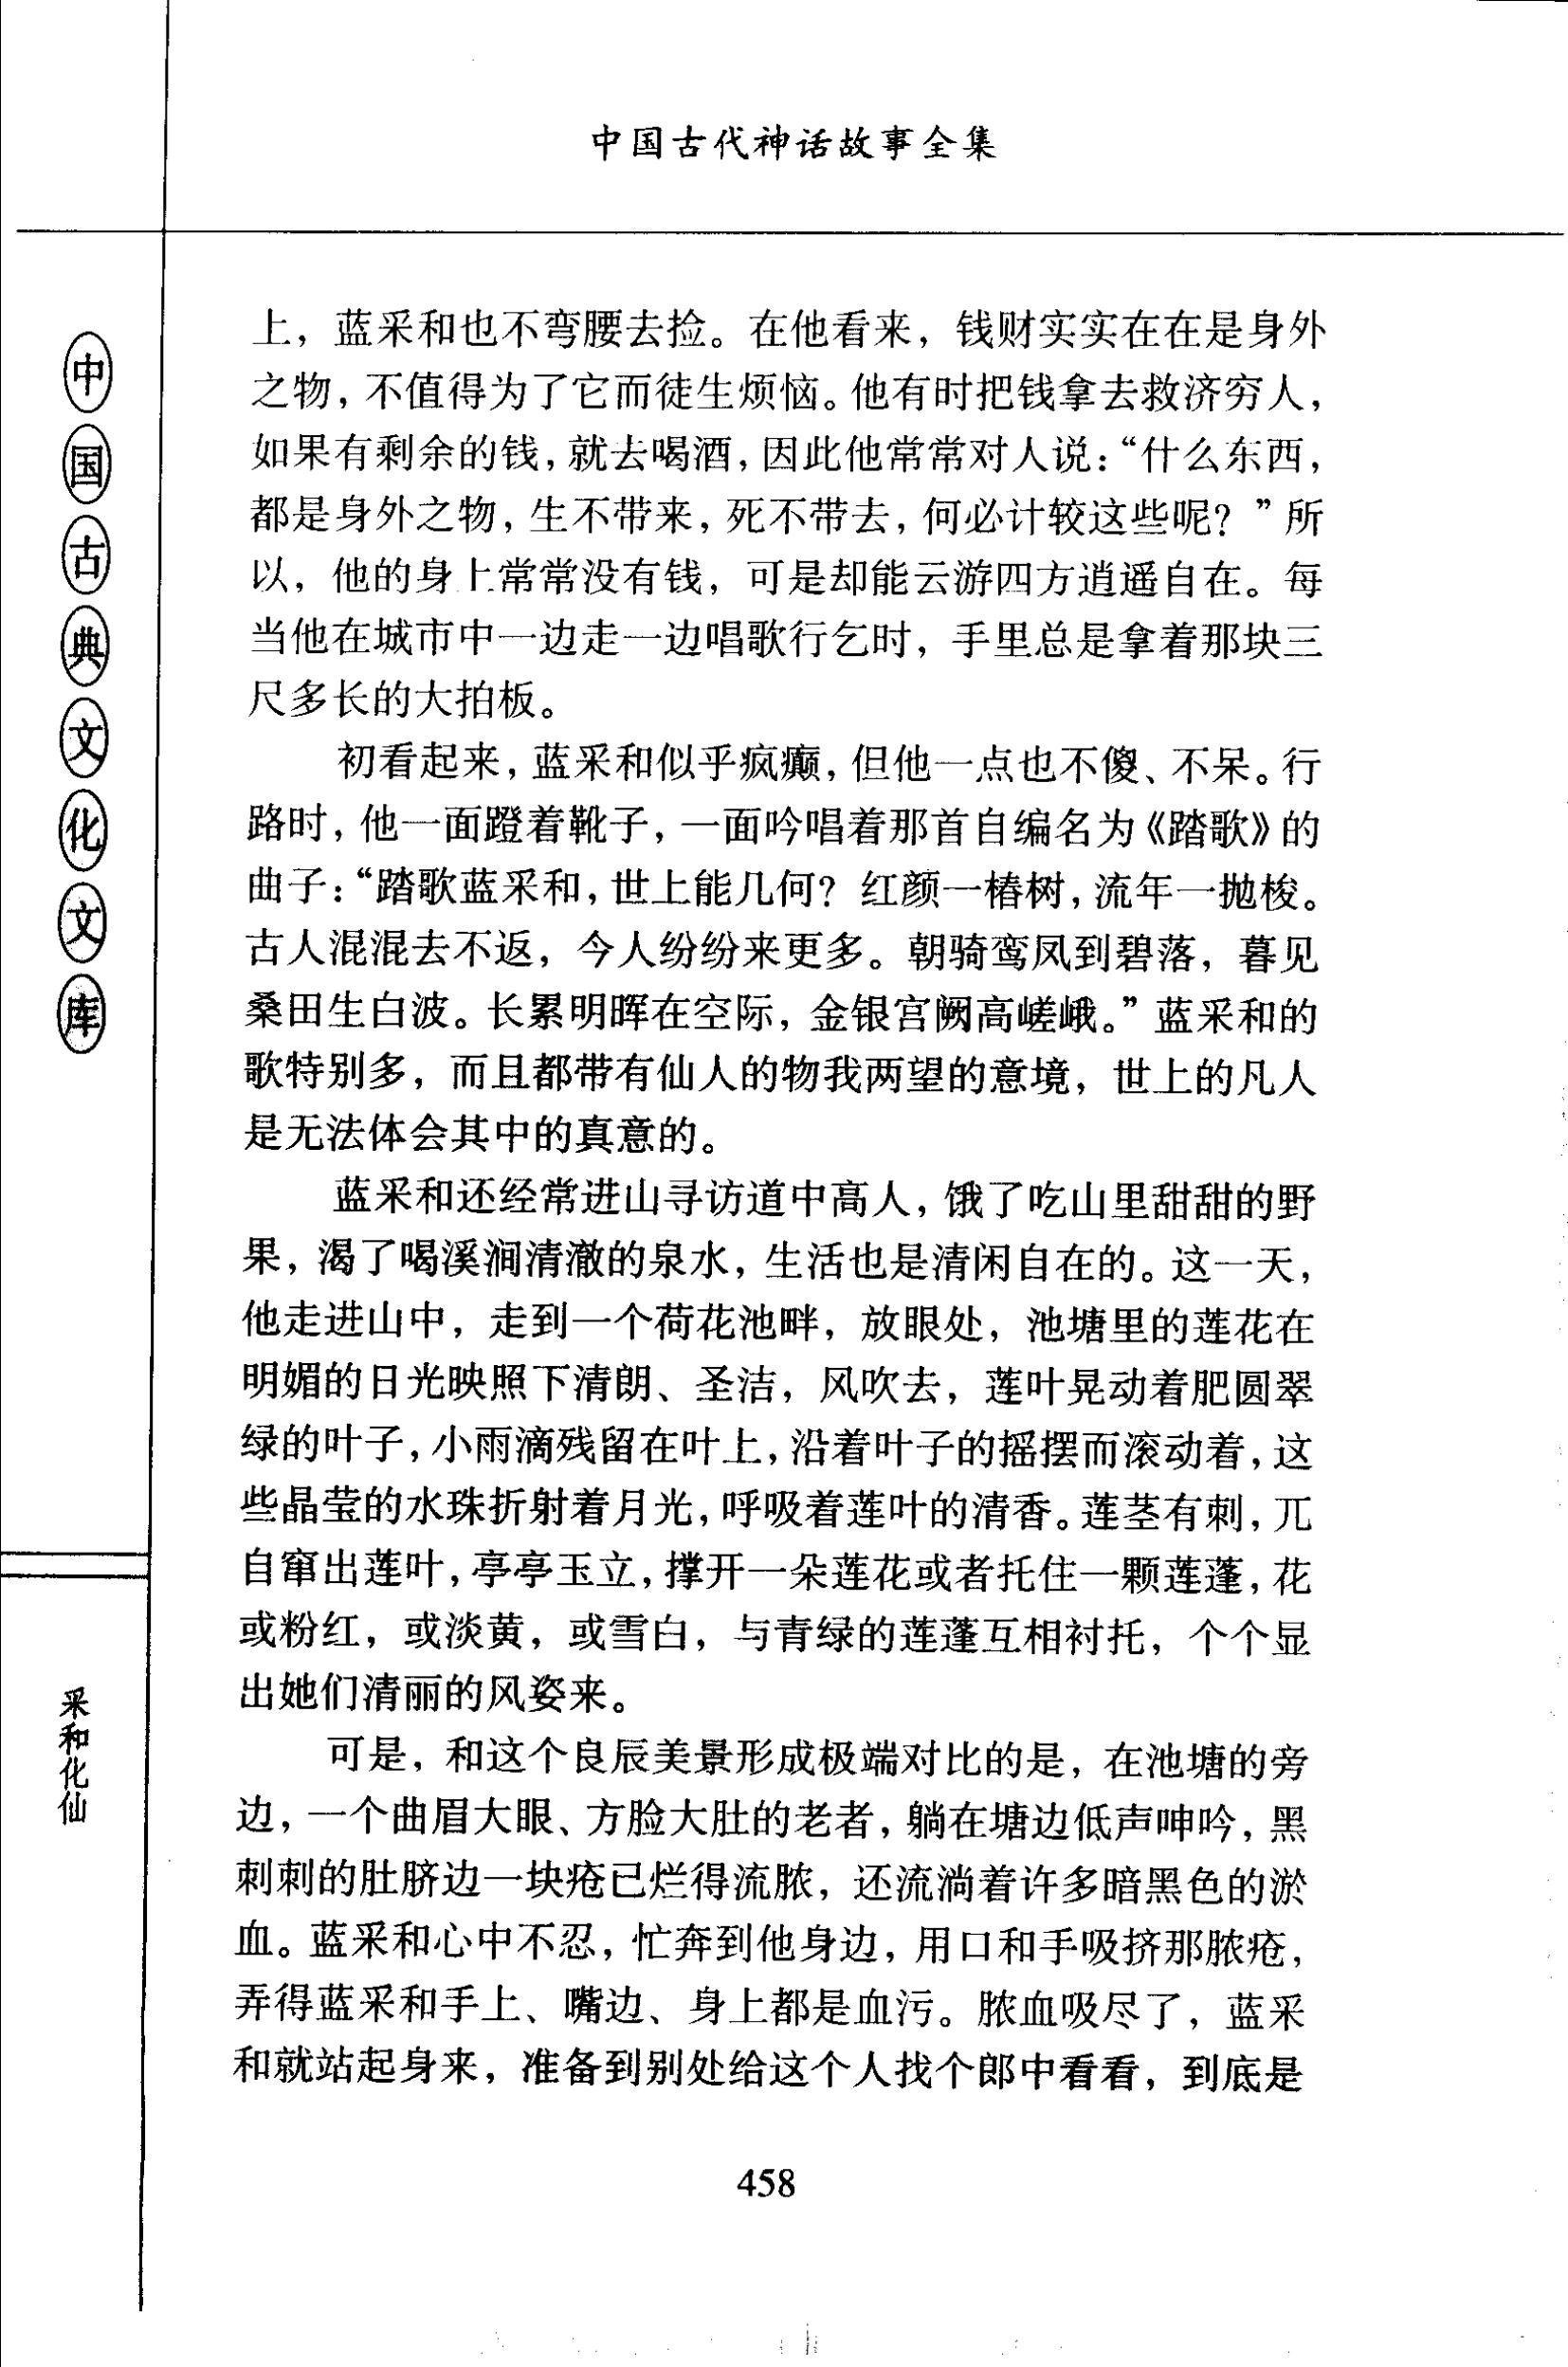 中国古代神话故事全集
中国古典文化文库
采和化仙
上，蓝采和也不弯腰去捡。在他看来，钱财实实在在是身外
之物，不值得为了它而徒生烦恼。他有时把钱拿去救济穷人，
如果有剩余的钱，就去喝酒，因此他常常对人说：“什么东西，
都是身外之物，生不带来，死不带去，何必计较这些呢？”所
以，他的身上常常没有钱，可是却能云游四方逍遥自在。每
当他在城市中一边走一边唱歌行乞时，手里总是拿着那块三
尺多长的大拍板。
初看起来，蓝采和似乎疯癫，但他一点也不傻、不呆。行
路时，他一面蹬着靴子，一面吟唱着那首自编名为《踏歌》的
曲子：“踏歌蓝采和，世上能几何？红颜一椿树，流年一抛梭。
古人混混去不返，今人纷纷来更多。朝骑鸾凤到碧落，暮见
桑田生白波。长累明晖在空际，金银宫阙高嵯峨。”蓝采和的
歌特别多，而且都带有仙人的物我两望的意境，世上的凡人
是无法体会其中的真意的。
蓝采和还经常进山寻访道中高人，饿了吃山里甜甜的野
果，渴了喝溪涧清澈的泉水，生活也是清闲自在的。这一天，
他走进山中，走到一个荷花池畔，放眼处，池塘里的莲花在
明媚的日光映照下清朗、圣洁，风吹去，莲叶晃动着肥圆翠
绿的叶子，小雨滴残留在叶上，沿着叶子的摇摆而滚动着，这
些晶莹的水珠折射着月光，呼吸着莲叶的清香。莲茎有刺，兀
自窜出莲叶，亭亭玉立，撑开一朵莲花或者托住一颗莲蓬，花
或粉红，或淡黄，或雪白，与青绿的莲蓬互相衬托，个个显
出她们清丽的风姿来。
可是，和这个良辰美景形成极端对比的是，在池塘的旁
边，一个曲眉大眼、方脸大肚的老者，躺在塘边低声呻吟，黑
刺刺的肚脐边一块疮已烂得流脓，还流淌着许多暗黑色的淤
血。蓝采和心中不忍，忙奔到他身边，用口和手吸挤那脓疮，
弄得蓝采和手上、嘴边、身上都是血污。脓血吸尽了，蓝采
和就站起身来，准备到别处给这个人找个郎中看看，到底是
458